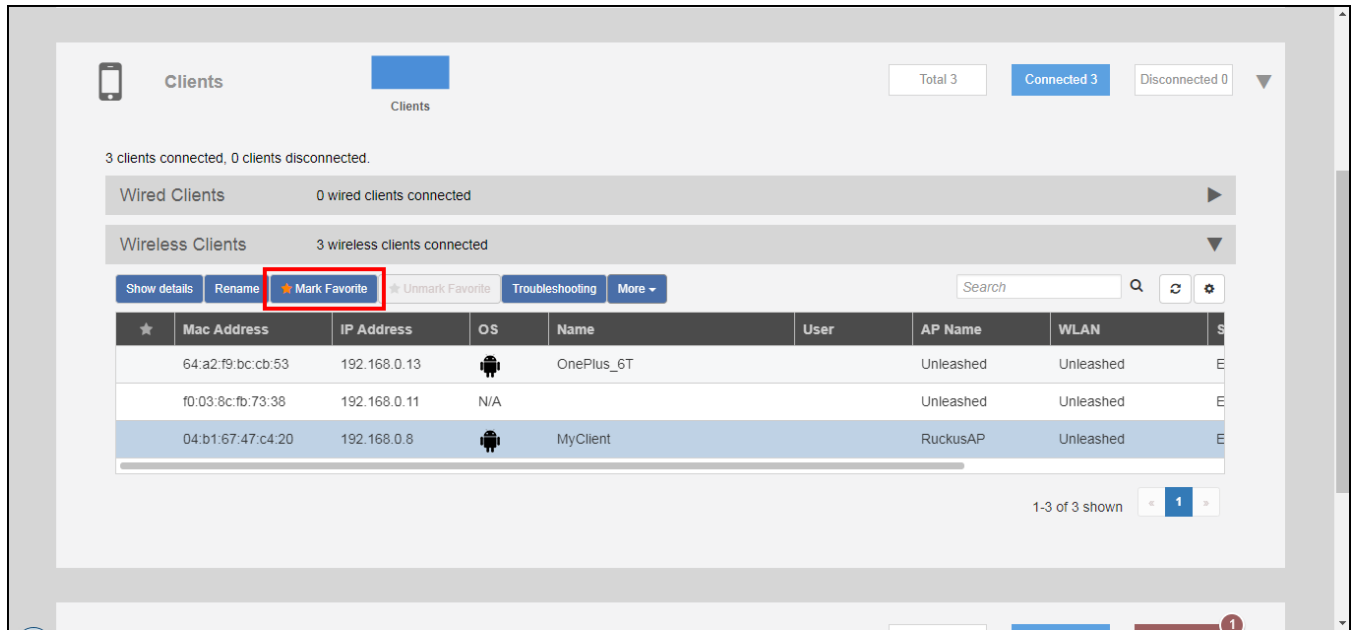 Clients
Clients
Total 3
Connected 3
Disconnected 0
3 clients connected, 0 clients disconnected.
Wired Clients 0 wired clients connected
Wireless Clients 3 wireless clients connected
Show details Rename Mark Favorite Unmark Favorite Troubleshooting More Search
Mac Address IP Address OS Name User AP Name WLAN S
64:a2:f9:bc:cb:53 192.168.0.13 OnePlus_6T Unleashed Unleashed E
f0:03:8c:fb:73:38 192.168.0.11 N/A Unleashed Unleashed E
04:b1:67:47:c4:20 192.168.0.8 MyClient RuckusAP Unleashed E
1-3 of 3 shown « 1 »
1